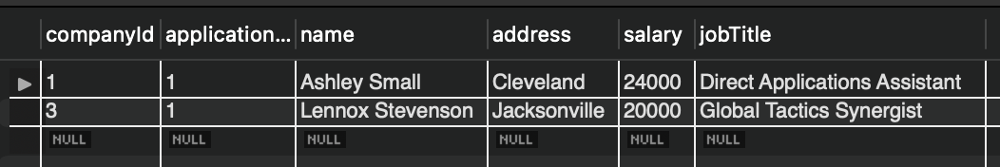 companyId application... name address salary jobTitle
1 1 Ashley Small Cleveland 24000 Direct Applications Assistant
3 1 Lennox Stevenson Jacksonville 20000 Global Tactics Synergist
NULL NULL NULL NULL NULL NULL